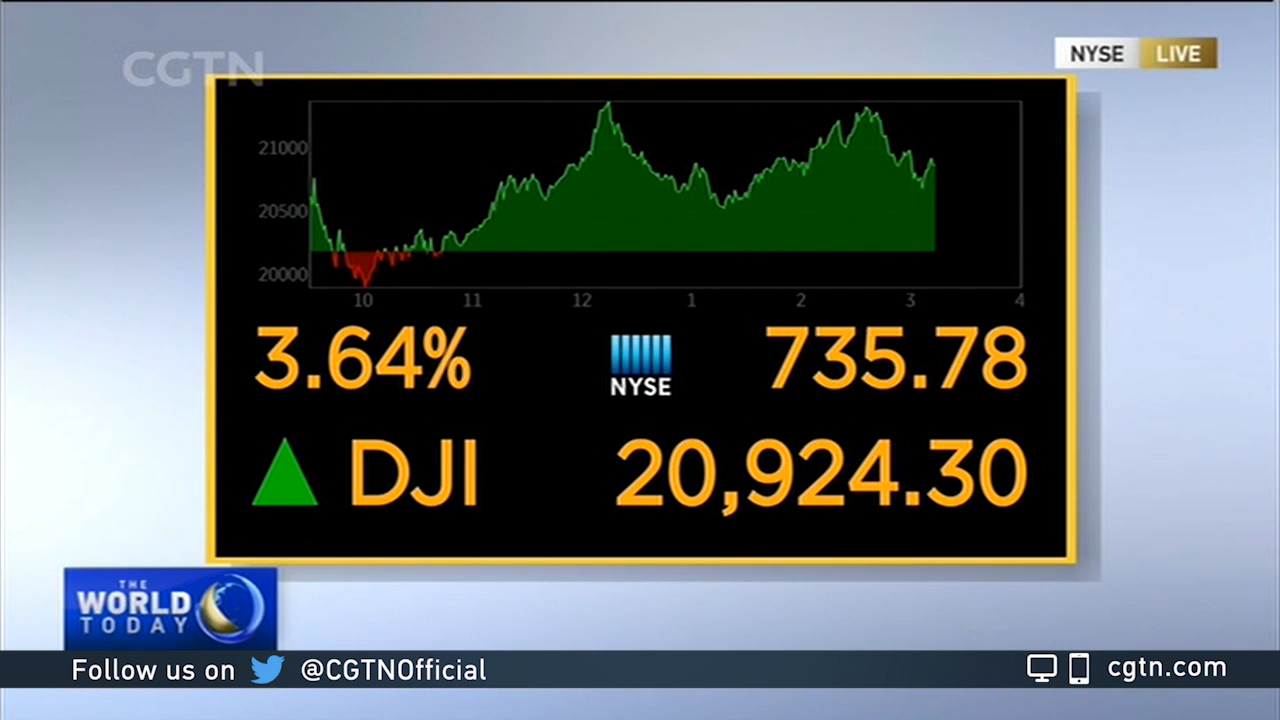 CGTN
NYSE LIVE
21000
20500
20000
10 11 12 1 2 3 4
3.64% NYSE 735.78
DJI 20,924.30
THE
WORLD
TODAY
Follow us on @CGTNOfficial cgtn.com